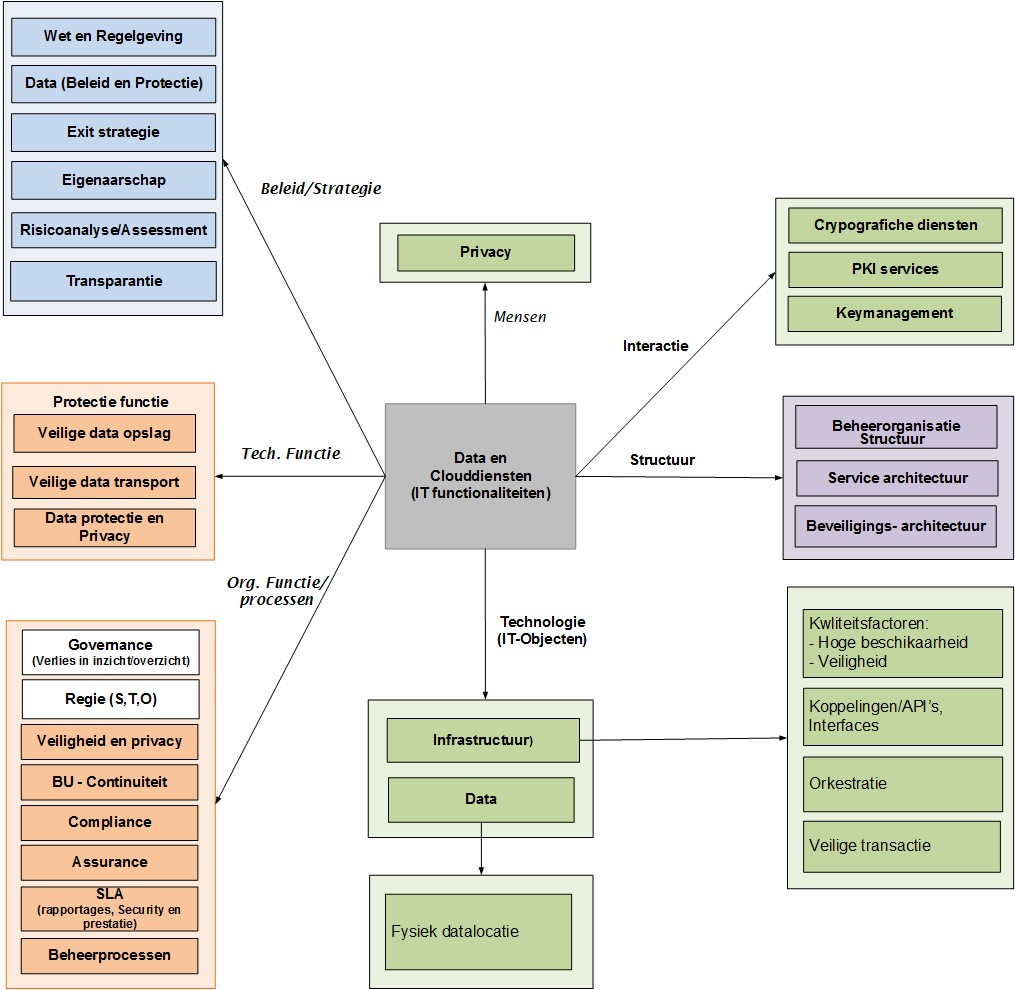 Wet en Regelgeving
Data (Beleid en Protectie)
Exit strategie
Eigenaarschap
Risicoanalyse/Assessment
Transparantie
Beleid/Strategie
Privacy
Mensen
Crypografiche diensten
PKI services
Keymanagement
Interactie
Protectie functie
Veilige data opslag
Veilige data transport
Data protectie en
Privacy
Tech. Functie
Data en
Clouddiensten
(IT functionaliteiten)
Structuur
Beheerorganisatie
Structuur
Service architectuur
Beveiligings- architectuur
Org. Functie/
processen
Technologie
(IT-Objecten)
Governance
(Verlies in inzicht/overzicht)
Regie (S,T,O)
Veiligheid en privacy
BU - Continuiteit
Compliance
Assurance
SLA
(rapportages, Security en
prestatie)
Beheerprocessen
Infrastructuur)
Data
Fysiek datalocatie
Kwliteitsfactoren:
- Hoge beschikaarheid
- Veiligheid
Koppelingen/API's,
Interfaces
Orkestratie
Veilige transactie